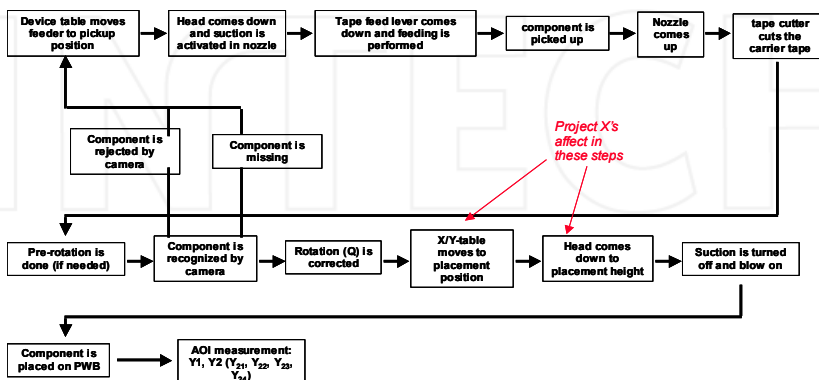 Device table moves
feeder to pickup
position
Head comes down
and suction is
activated in nozzle
Tape feed lever comes
down and feeding is
performed
component is
picked up
Nozzle
comes
up
tape cutter
cuts the
carrier tape
Component is
rejected by
camera
Component is
missing
Project X's
affect in
these steps
Pre-rotation is
done (if needed)
Component is
recognized by
camera
Rotation (Q) is
corrected
X/Y-table
moves to
placement
position
Head comes
down to
placement height
Suction is turned
off and blow on
Component is
placed on PWB
AOI measurement:
Y1, Y2 (Y21, Y22, Y23,
Y24)
INTECH